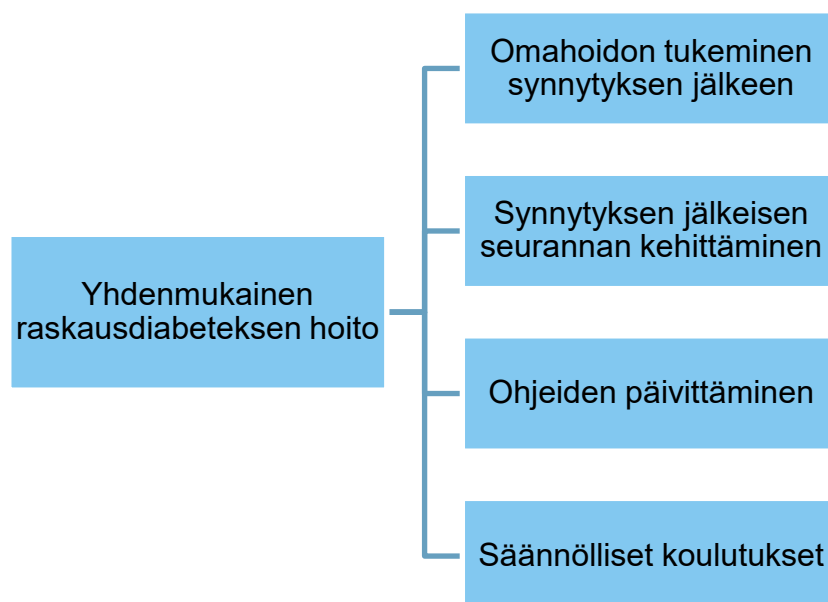 Omahoidon tukeminen
synnytyksen jälkeen
Synnytyksen jälkeisen
seurannan kehittäminen
Yhdenmukainen
raskausdiabeteksen hoito
Ohjeiden päivittäminen
Säännölliset koulutukset